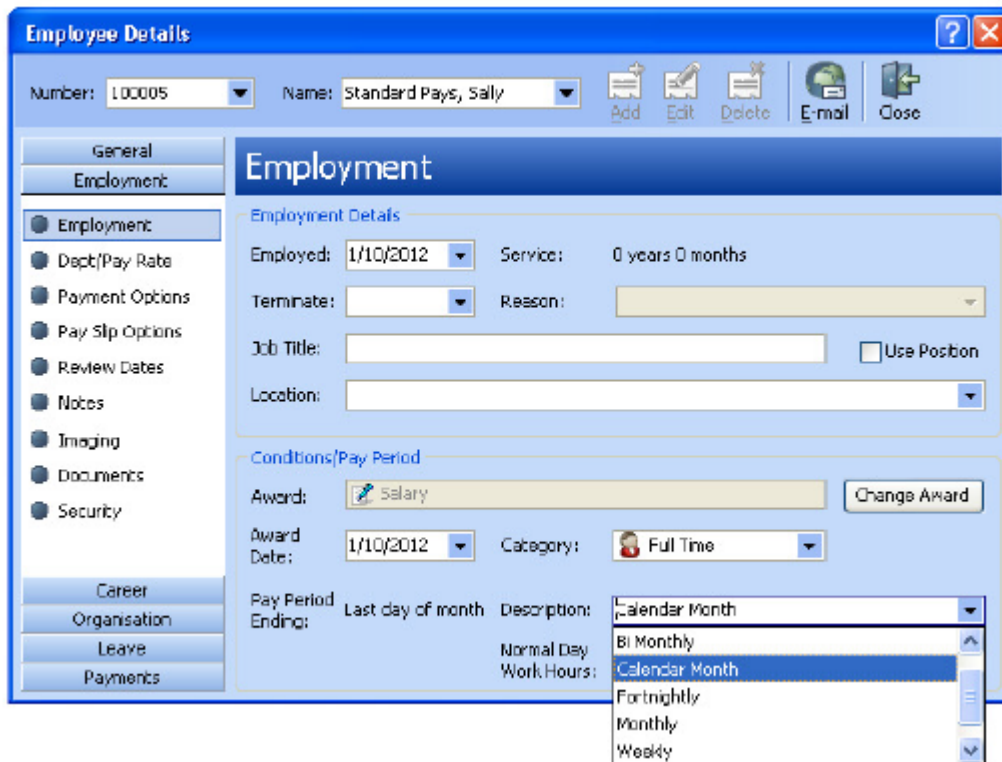 Employee Details
Number: 100005 Name: Standard Pays, Sally Add Edit Delete E-mail Close
General
Employment
Employment
Dept/Pay Rate
Payment Options
Pay Slip Options
Review Dates
Notes
Imaging
Documents
Security
Career
Organisation
Leave
Payments
Employment
Employment Details
Employed: 1/10/2012 Service: 0 years 0 months
Terminate: Reason:
Job Title: Use Position
Location:
Conditions/Pay Period
Award: Salary Change Award
Award
Date: 1/10/2012 Category: Full Time
Pay Period
Ending: Last day of month Description: Calendar Month
Normal Day
Work Hours:
Bi Monthly
Calendar Month
Fortnightly
Monthly
Weekly